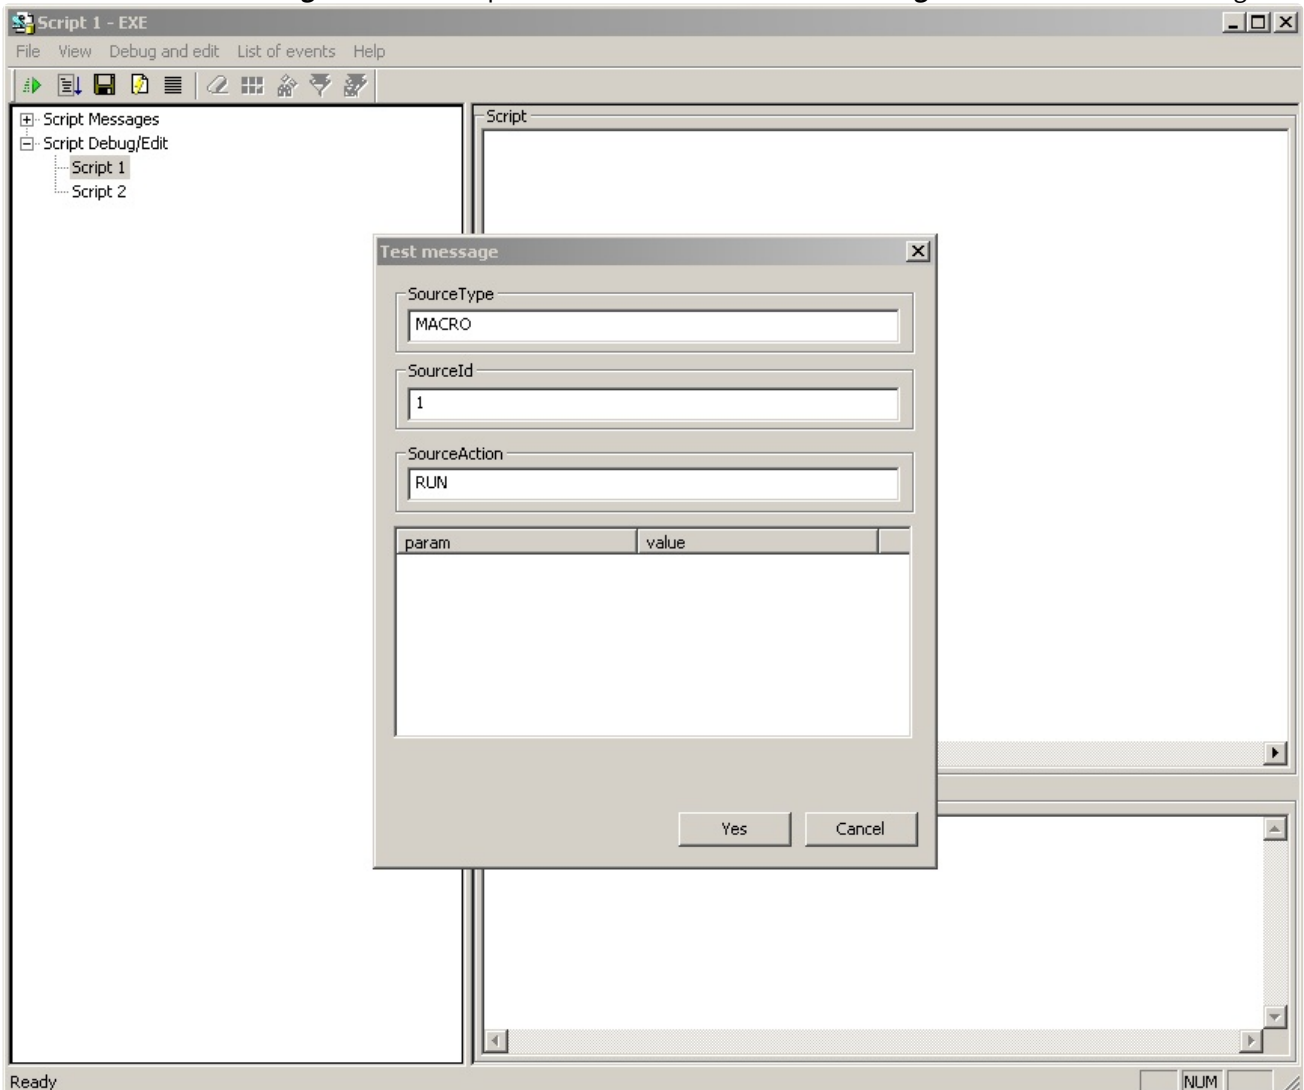 Script 1 - EXE
File View Debug and edit List of events Help
Script Messages
Script Debug/Edit
Script 1
Script 2
Script
Test message
SourceType
MACRO
SourceId
1
SourceAction
RUN
param value
Yes Cancel
Ready NUM